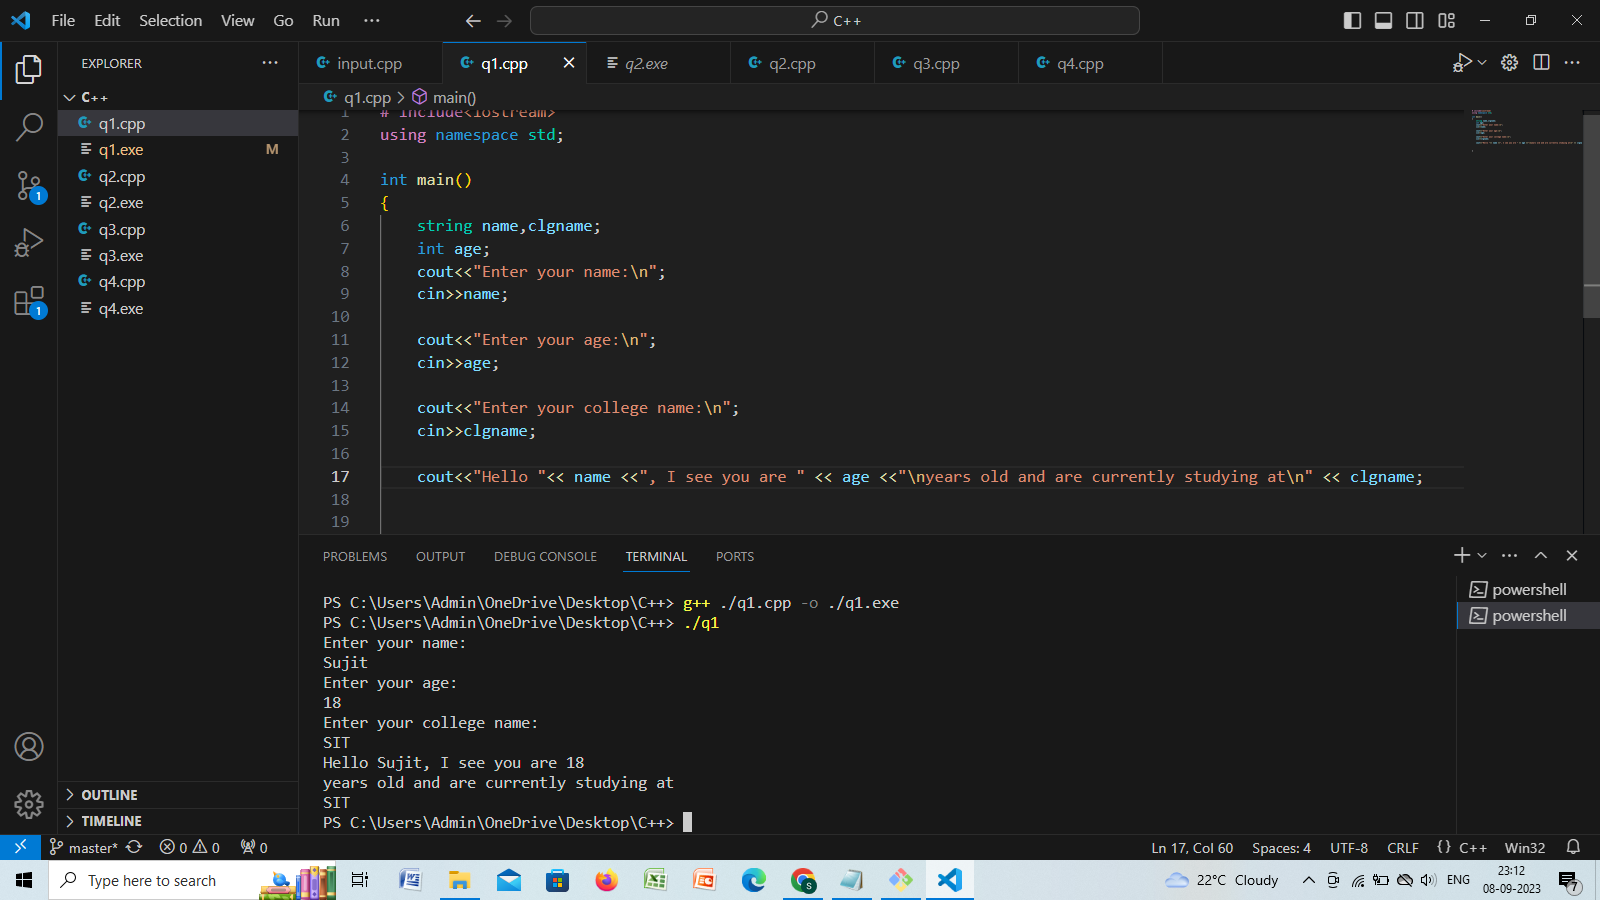 File Edit Selection View Go Run ···
C++
EXPLORER ···
C++
q1.cpp
q1.exe M
q2.cpp
q2.exe
q3.cpp
q3.exe
q4.cpp
q4.exe
1
1
OUTLINE
TIMELINE
input.cpp q1.cpp q2.exe q2.cpp q3.cpp q4.cpp
q1.cpp > main()
1 # include<iostream>
2 using namespace std;
3
4 int main()
5 {
6 string name,clgname;
7 int age;
8 cout<<"Enter your name:\n";
9 cin>>name;
10
11 cout<<"Enter your age:\n";
12 cin>>age;
13
14 cout<<"Enter your college name:\n";
15 cin>>clgname;
16
17 cout<<"Hello "<< name <<", I see you are " << age <<"\nyears old and are currently studying at\n" << clgname;
18
19
PROBLEMS OUTPUT DEBUG CONSOLE TERMINAL PORTS
powershell
powershell
PS C:\Users\Admin\OneDrive\Desktop\C++> g++ ./q1.cpp -o ./q1.exe
PS C:\Users\Admin\OneDrive\Desktop\C++> ./q1
Enter your name:
Sujit
Enter your age:
18
Enter your college name:
SIT
Hello Sujit, I see you are 18
years old and are currently studying at
SIT
PS C:\Users\Admin\OneDrive\Desktop\C++>
master* 0 0 0 Ln 17, Col 60 Spaces: 4 UTF-8 CRLF {} C++ Win32
Type here to search 22°C Cloudy ENG 23:12
08-09-2023 7